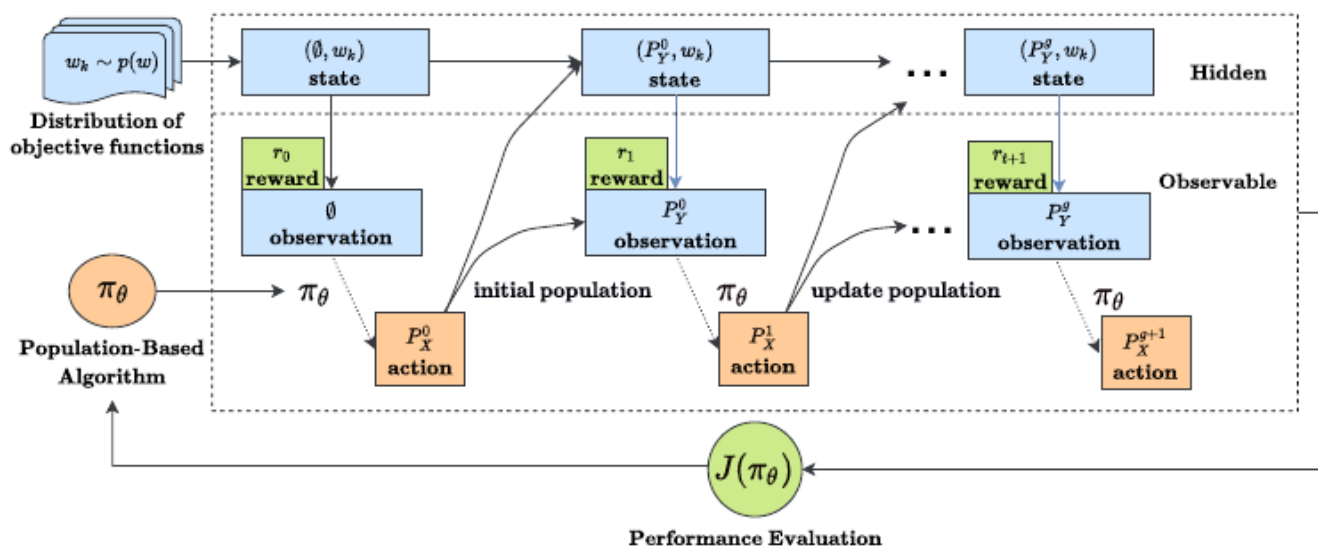 w_k ∼ p(w)
Distribution of
objective functions
(∅, w_k)
state
(P_Y^0, w_k)
state
...
(P_Y^g, w_k)
state
Hidden
r_0
reward
∅
observation
r_1
reward
P_Y^0
observation
...
r_{t+1}
reward
P_Y^g
observation
Observable
π_θ
Population-Based
Algorithm
π_θ
P_X^0
action
initial population
π_θ
P_X^1
action
update population
π_θ
P_X^{g+1}
action
J(π_θ)
Performance Evaluation